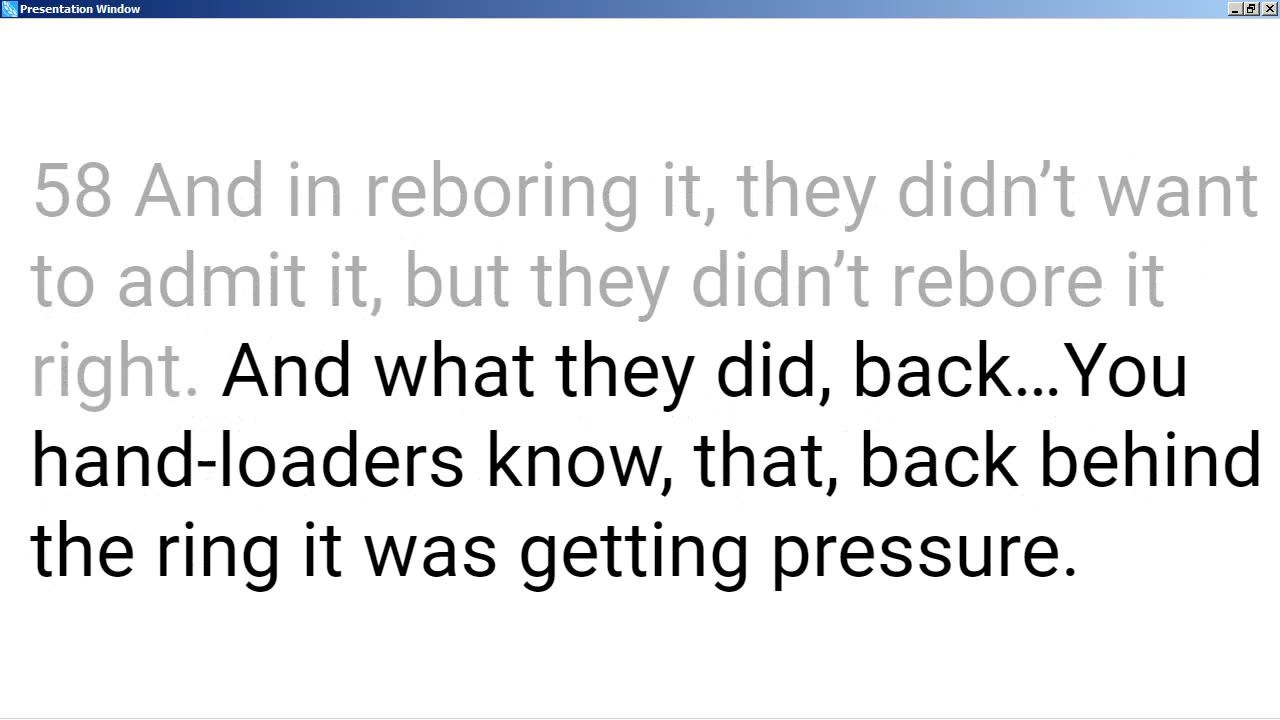 Presentation Window
58 And in reboring it, they didn’t want
to admit it, but they didn’t rebore it
right. And what they did, back…You
hand-loaders know, that, back behind
the ring it was getting pressure.